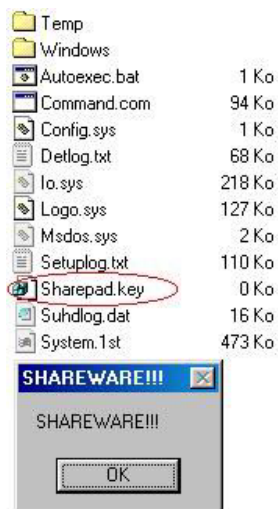 Temp
Windows
Autoexec.bat 1 Ko
Command.com 94 Ko
Config.sys 1 Ko
Detlog.txt 68 Ko
Io.sys 218 Ko
Logo.sys 127 Ko
Msdos.sys 2 Ko
Setuplog.txt 110 Ko
Sharepad.key 0 Ko
Suhdlog.dat 16 Ko
System.1st 473 Ko
SHAREWARE!!!
SHAREWARE!!!
OK